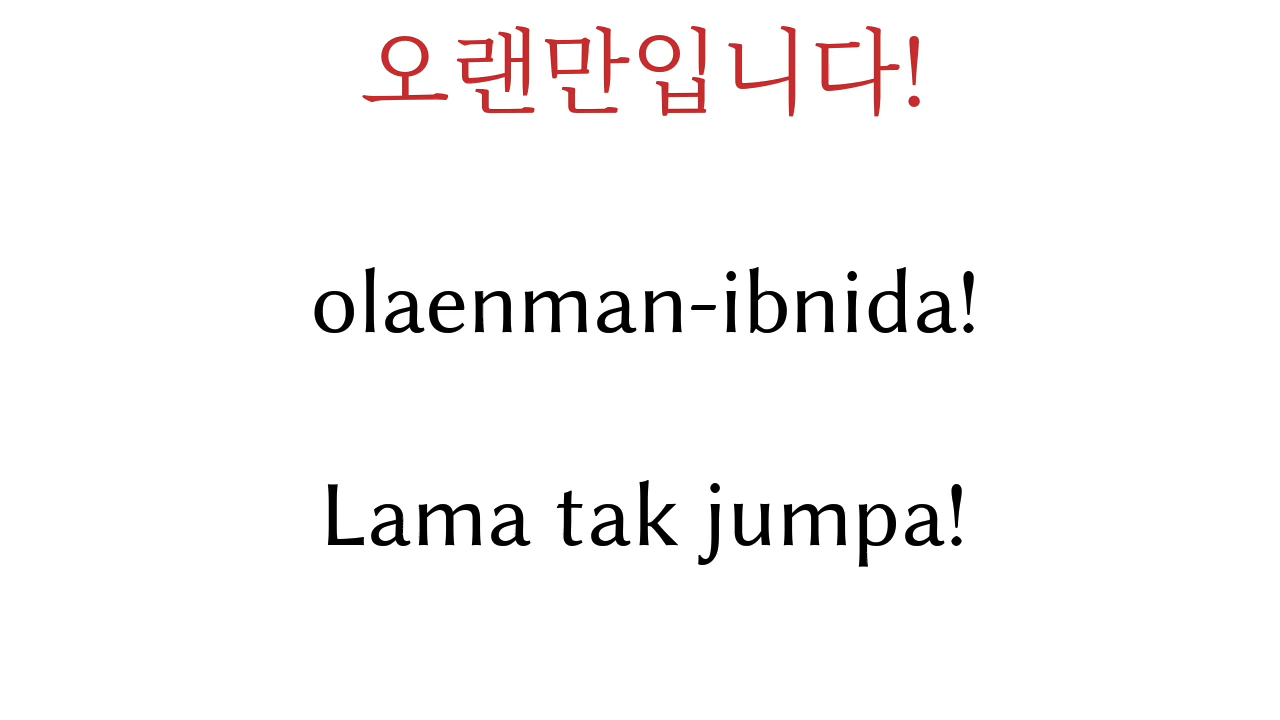 오랜만입니다!
olaenman-ibnida!
Lama tak jumpa!